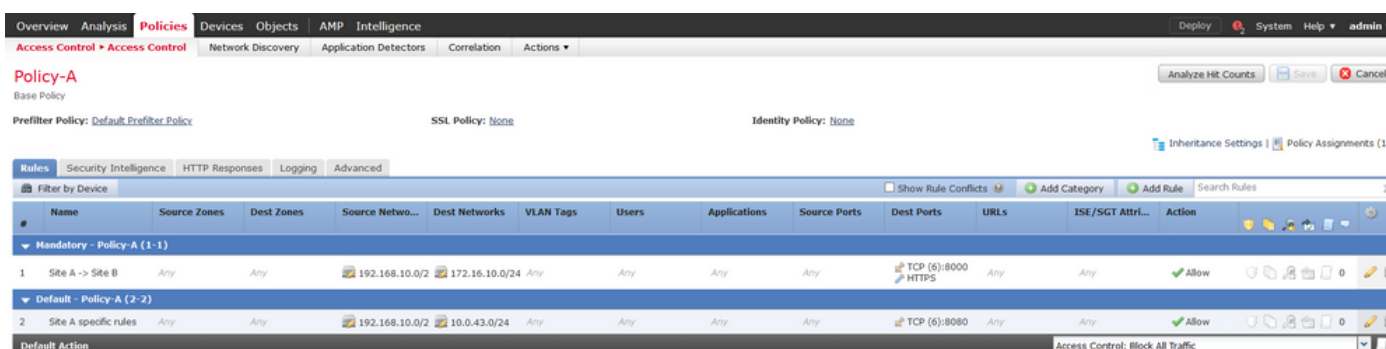 Overview Analysis Policies Devices Objects AMP Intelligence Deploy 2 System Help ▾ admin
Access Control ▸ Access Control Network Discovery Application Detectors Correlation Actions ▾
Policy-A Analyze Hit Counts Save Cancel
Base Policy
Prefilter Policy: Default Prefilter Policy SSL Policy: None Identity Policy: None
Inheritance Settings | Policy Assignments (1
Rules Security Intelligence HTTP Responses Logging Advanced
Filter by Device Show Rule Conflicts Add Category Add Rule Search Rules
# Name Source Zones Dest Zones Source Netwo... Dest Networks VLAN Tags Users Applications Source Ports Dest Ports URLs ISE/SGT Attri... Action
Mandatory - Policy-A (1-1)
1 Site A -> Site B Any Any 192.168.10.0/2 172.16.10.0/24 Any Any Any Any TCP (6):8000 Any Any Allow 0
HTTPS
Default - Policy-A (2-2)
2 Site A specific rules Any Any 192.168.10.0/2 10.0.43.0/24 Any Any Any Any TCP (6):8080 Any Any Allow 0
Default Action Access Control: Block All Traffic